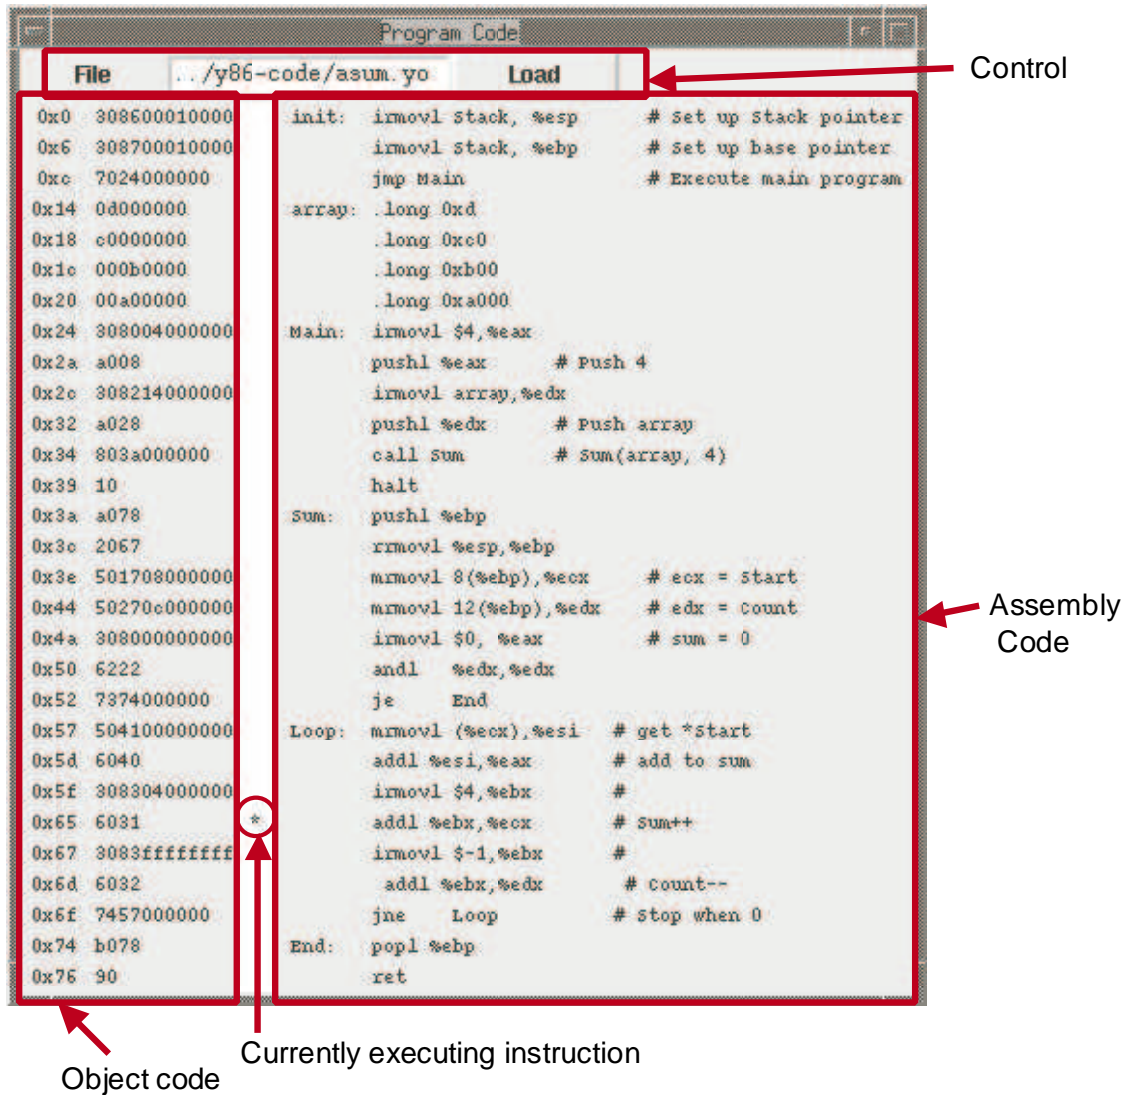 Program Code
File ../y86-code/asum.yo Load
Control
0x0 308600010000 init: irmovl Stack, %esp # Set up Stack pointer
0x6 308700010000 irmovl Stack, %ebp # Set up base pointer
0xc 7024000000 jmp Main # Execute main program
0x14 0d000000 array: .long 0xd
0x18 c0000000 .long 0xc0
0x1c 000b0000 .long 0xb00
0x20 00a00000 .long 0xa000
0x24 308004000000 Main: irmovl $4,%eax
0x2a a008 pushl %eax # Push 4
0x2c 308214000000 irmovl array,%edx
0x32 a028 pushl %edx # Push array
0x34 803a000000 call Sum # Sum(array, 4)
0x39 10 halt
0x3a a078 Sum: pushl %ebp
0x3c 2067 rrmovl %esp,%ebp
0x3e 501708000000 mrmovl 8(%ebp),%ecx # ecx = Start
0x44 50270c000000 mrmovl 12(%ebp),%edx # edx = Count
0x4a 308000000000 irmovl $0, %eax # sum = 0
0x50 6222 andl %edx,%edx
0x52 7374000000 je End
0x57 504100000000 Loop: mrmovl (%ecx),%esi # get *Start
0x5d 6040 addl %esi,%eax # add to sum
0x5f 308304000000 irmovl $4,%ebx #
0x65 6031 * addl %ebx,%ecx # Sum++
0x67 3083ffffffff irmovl $-1,%ebx #
0x6d 6032 addl %ebx,%edx # Count--
0x6f 7457000000 jne Loop # Stop when 0
0x74 b078 End: popl %ebp
0x76 90 ret
Assembly
Code
Currently executing instruction
Object code